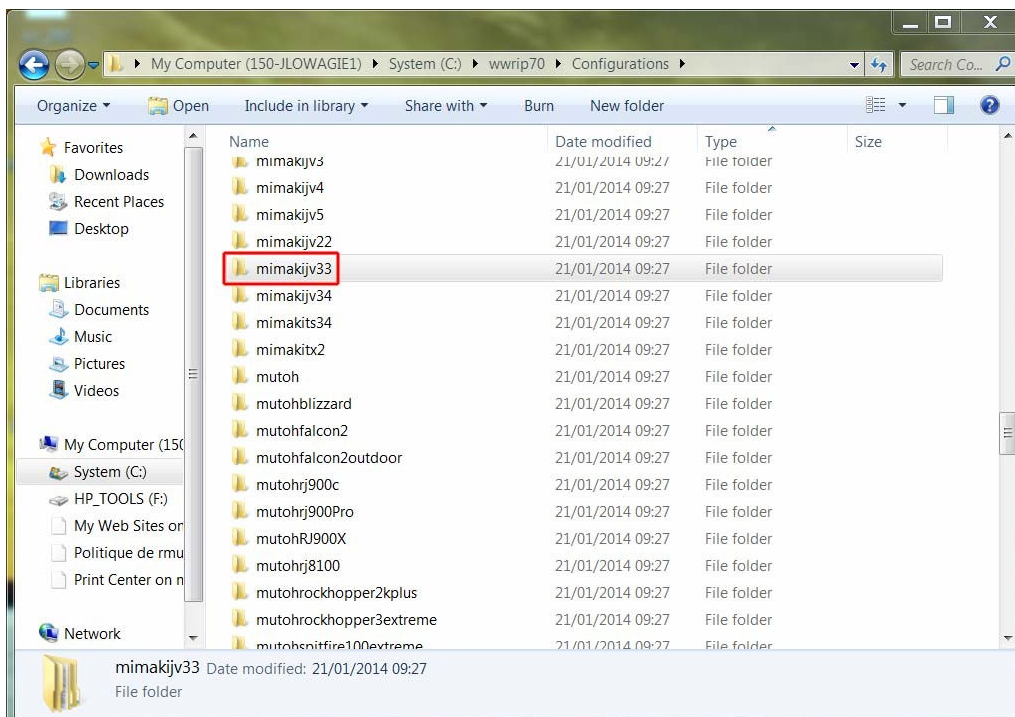 My Computer (150-JLOWAGIE1) System (C:) wwrip70 Configurations Search Co...
Organize Open Include in library Share with Burn New folder
Favorites
Downloads
Recent Places
Desktop
Libraries
Documents
Music
Pictures
Videos
My Computer (150
System (C:)
HP_TOOLS (F:)
My Web Sites on
Politique de rmu
Print Center on n
Network
Name Date modified Type Size
mimakijv3 21/01/2014 09:27 File folder
mimakijv4 21/01/2014 09:27 File folder
mimakijv5 21/01/2014 09:27 File folder
mimakijv22 21/01/2014 09:27 File folder
mimakijv33 21/01/2014 09:27 File folder
mimakijv34 21/01/2014 09:27 File folder
mimakits34 21/01/2014 09:27 File folder
mimakitx2 21/01/2014 09:27 File folder
mutoh 21/01/2014 09:27 File folder
mutohblizzard 21/01/2014 09:27 File folder
mutohfalcon2 21/01/2014 09:27 File folder
mutohfalcon2outdoor 21/01/2014 09:27 File folder
mutohrj900c 21/01/2014 09:27 File folder
mutohrj900Pro 21/01/2014 09:27 File folder
mutohRJ900X 21/01/2014 09:27 File folder
mutohrj8100 21/01/2014 09:27 File folder
mutohrockhopper2kplus 21/01/2014 09:27 File folder
mutohrockhopper3extreme 21/01/2014 09:27 File folder
mutohspitfire100extreme 21/01/2014 09:27 File folder
mimakijv33 Date modified: 21/01/2014 09:27
File folder